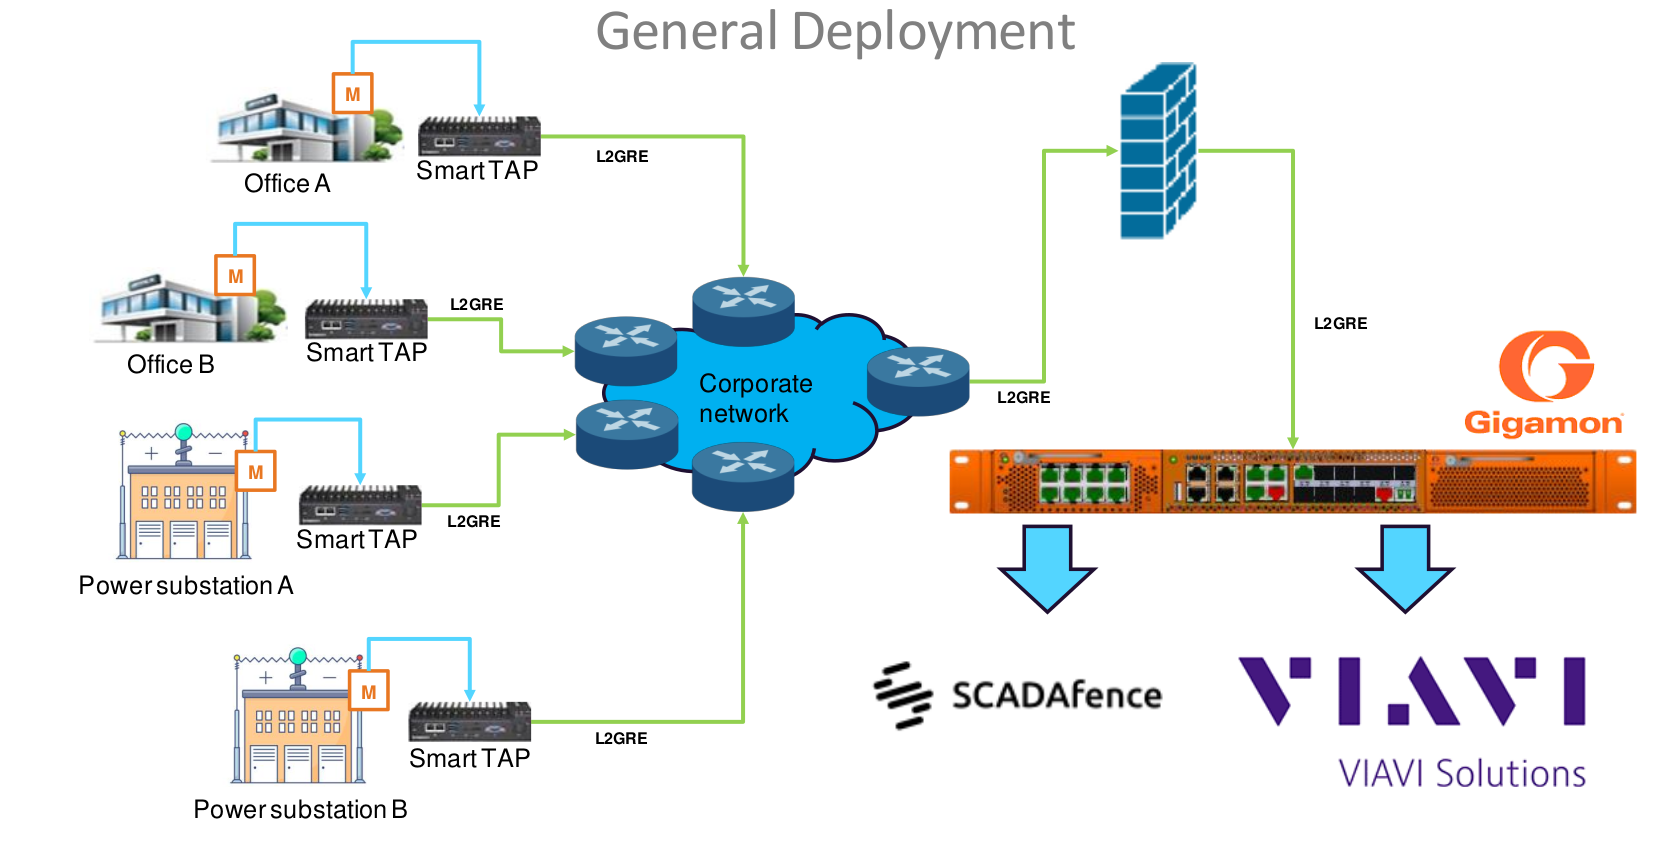 General Deployment
M
Smart TAP
L2GRE
Office A
M
Smart TAP
L2GRE
Office B
Corporate
network
L2GRE
L2GRE
Gigamon
M
Smart TAP
L2GRE
Power substation A
M
Smart TAP
L2GRE
Power substation B
SCADAfence
VIAVI
VIAVI Solutions